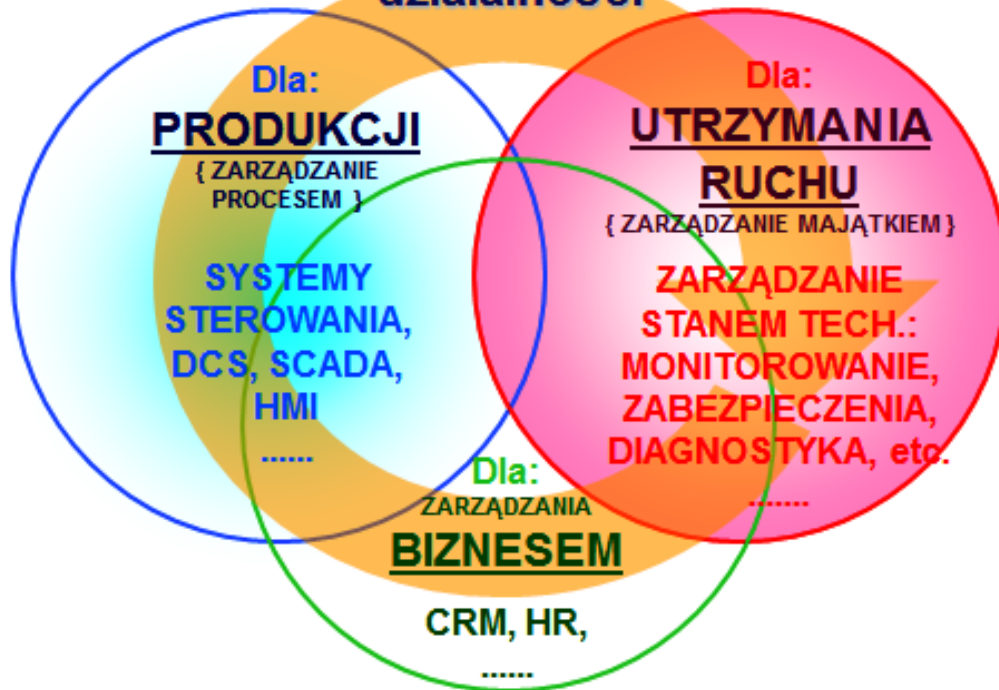 działalności
Dla:
PRODUKCJI
{ ZARZĄDZANIE
PROCESEM }
SYSTEMY
STEROWANIA,
DCS, SCADA,
HMI
......
Dla:
UTRZYMANIA
RUCHU
{ ZARZĄDZANIE MAJĄTKIEM }
ZARZĄDZANIE
STANEM TECH.:
MONITOROWANIE,
ZABEZPIECZENIA,
DIAGNOSTYKA, etc.
.......
Dla:
ZARZĄDZANIA
BIZNESEM
CRM, HR,
......